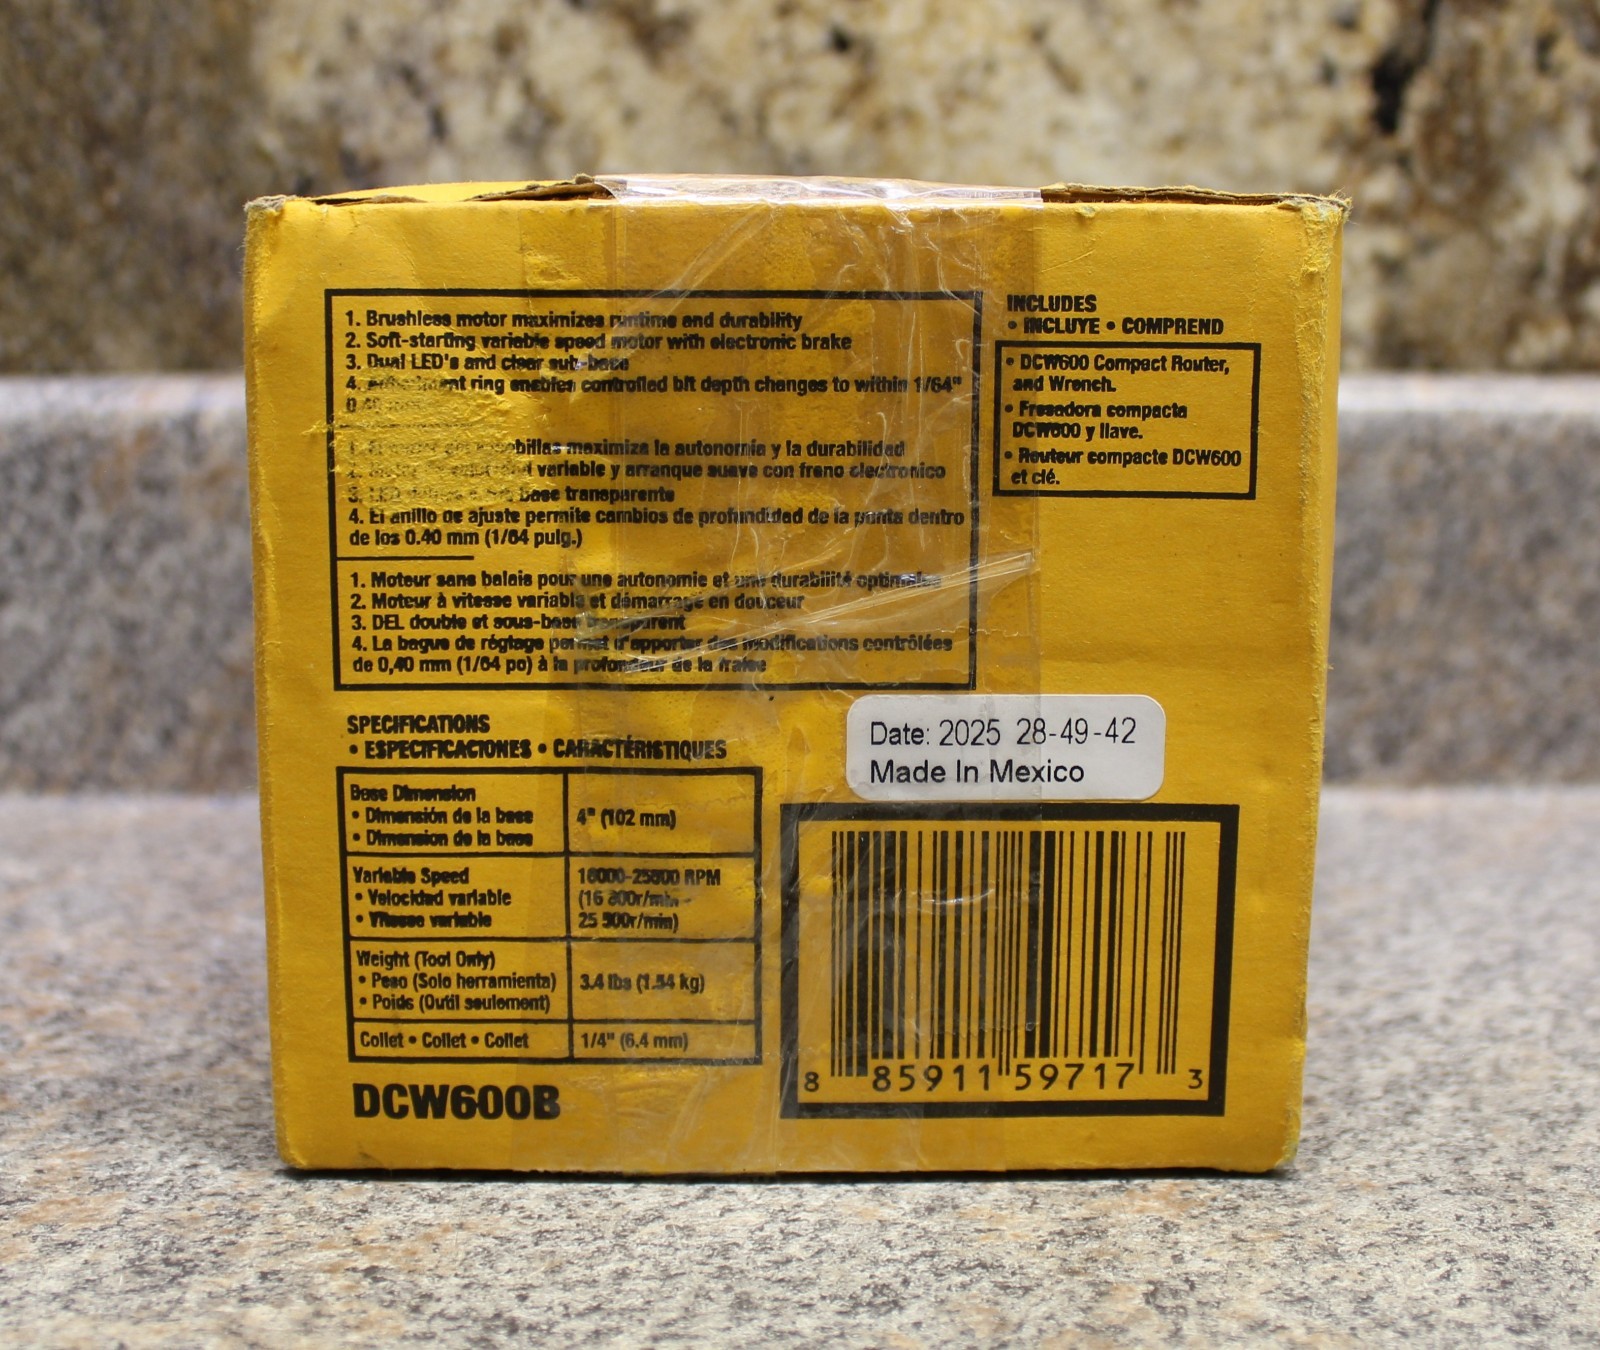 1. Brushless motor maximizes runtime and durability
2. Soft-starting variable speed motor with electronic brake
3. Dual LED's and clear sub-base
4. ring enables controlled bit depth changes to within 1/64"
1. maximiza la autonomía y la durabilidad
variable y arranque suave con freno electronico
3. LED base transparente
4. El anillo de ajuste permite cambios de profundidad de la punta dentro
de los 0.40 mm (1/64 pulg.)
1. Moteur sans balais pour une autonomie et une durabilité optimales
2. Moteur à vitesse variable et démarrage en douceur
3. DEL double et sous-base transparent
4. La bague de réglage permet d'apporter des modifications contrôlées
de 0,40 mm (1/64 po) à la profondeur de la fraise
INCLUDES
• INCLUYE • COMPREND
• DCW600 Compact Router,
and Wrench.
• Fresadora compacta
DCW600 y llave.
• Routeur compacte DCW600
et clé.
SPECIFICATIONS
• ESPECIFICACIONES • CARACTÉRISTIQUES
Base Dimension
• Dimensión de la base
• Dimension de la base
4" (102 mm)
Variable Speed
• Velocidad variable
• Vitesse variable
RPM
(16
25
Weight (Tool Only)
• Peso (Solo herramienta)
• Poids (Outil seulement)
3.4 lbs (1.54 kg)
Collet • Collet • Collet
1/4" (6.4 mm)
DCW600B
Date: 2025 28-49-42
Made In Mexico
8 85911 59717 3